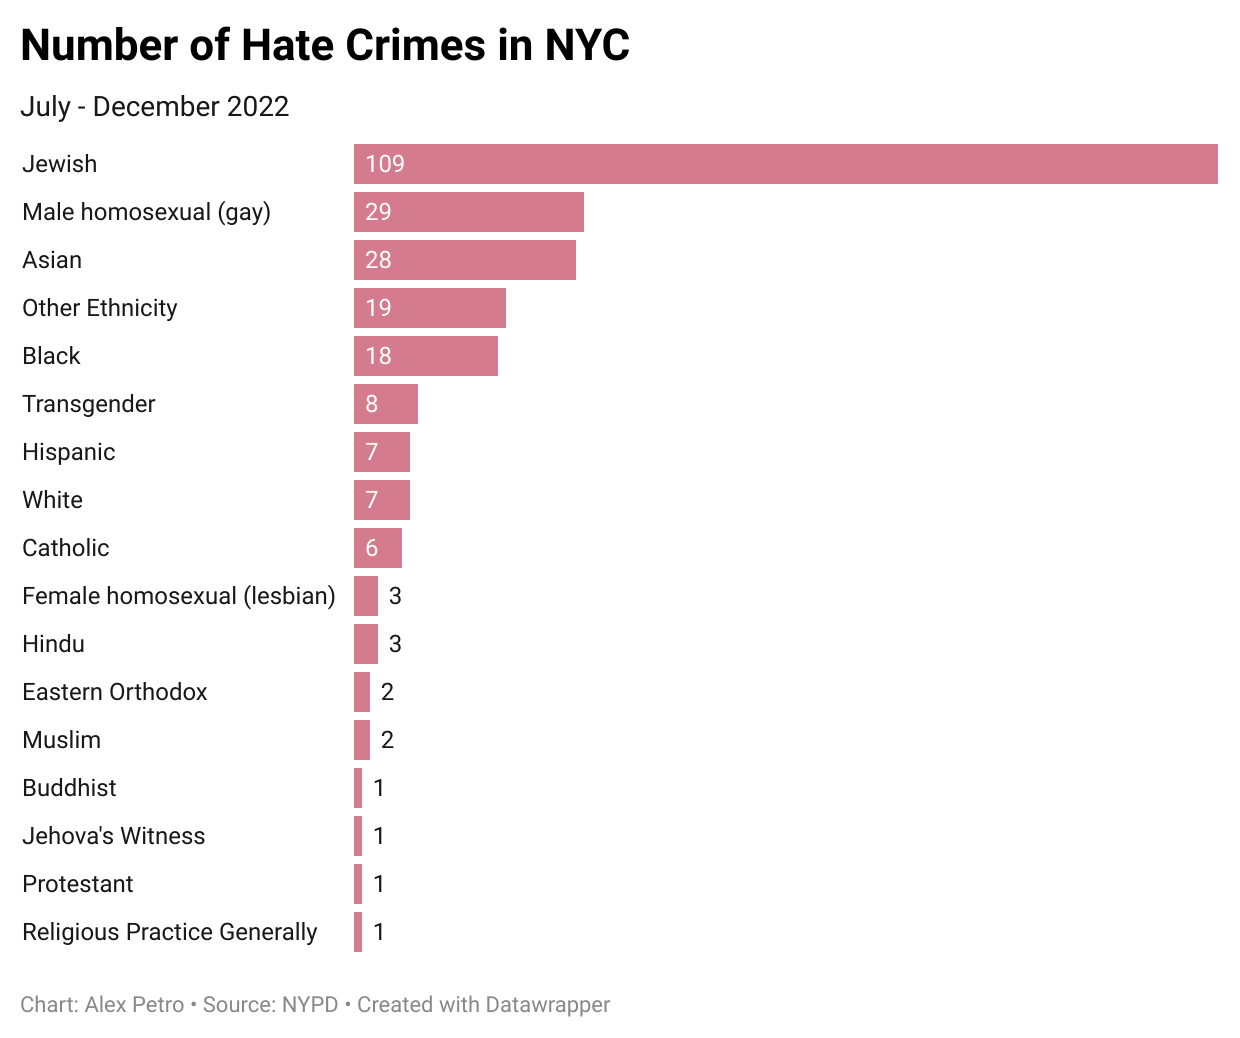 Number of Hate Crimes in NYC
July - December 2022
Jewish 109
Male homosexual (gay) 29
Asian 28
Other Ethnicity 19
Black 18
Transgender 8
Hispanic 7
White 7
Catholic 6
Female homosexual (lesbian) 3
Hindu 3
Eastern Orthodox 2
Muslim 2
Buddhist 1
Jehova's Witness 1
Protestant 1
Religious Practice Generally 1
Chart: Alex Petro • Source: NYPD • Created with Datawrapper